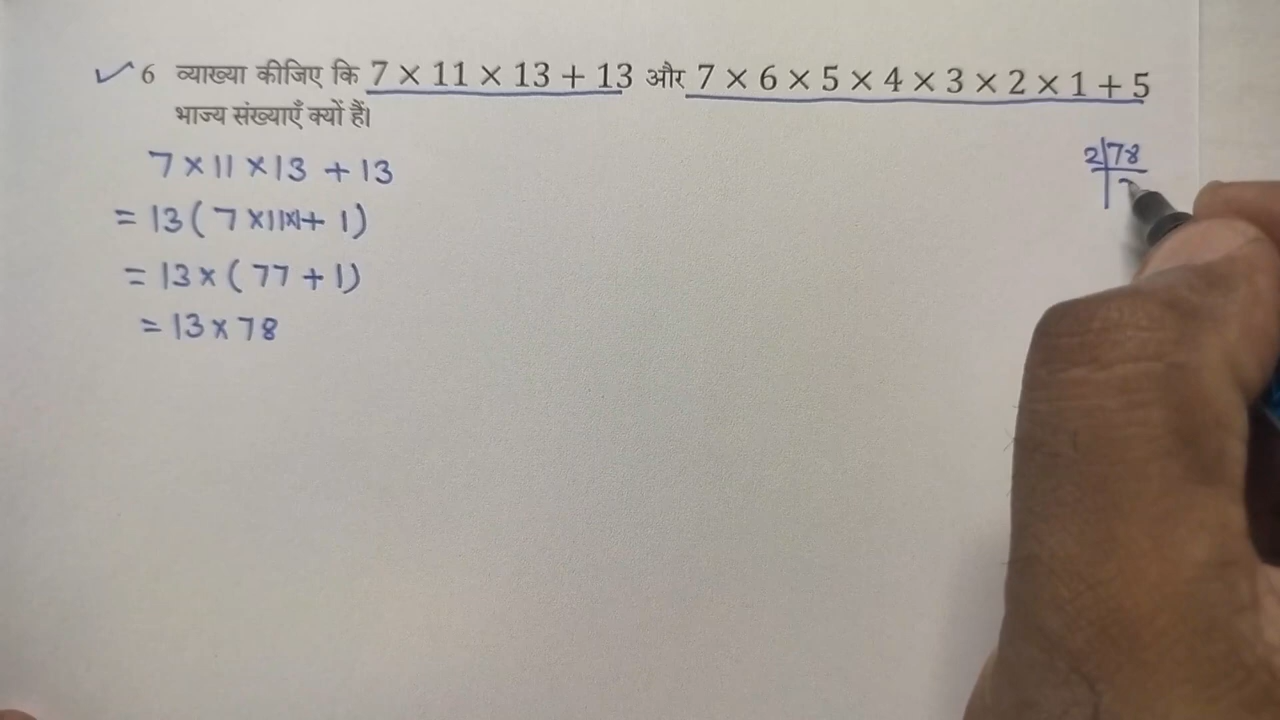 6 व्याख्या कीजिए कि 7 × 11 × 13 + 13 और 7 × 6 × 5 × 4 × 3 × 2 × 1 + 5
भाज्य संख्याएँ क्यों हैं।
7 × 11 × 13 + 13
= 13 ( 7 × 11 × 1 + 1 )
= 13 × ( 77 + 1 )
= 13 × 78
2 | 78